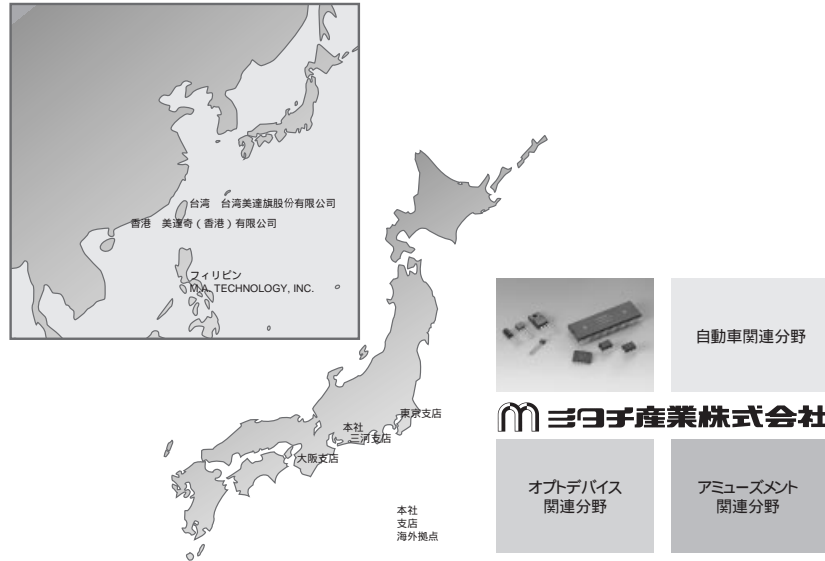 台湾 台湾美達旗股份有限公司
香港 美達奇(香港)有限公司
フィリピン
M.A. TECHNOLOGY, INC.
東京支店
本社
三河支店
大阪支店
本社
支店
海外拠点
自動車関連分野
ミタチ産業株式会社
オプトデバイス
関連分野
アミューズメント
関連分野